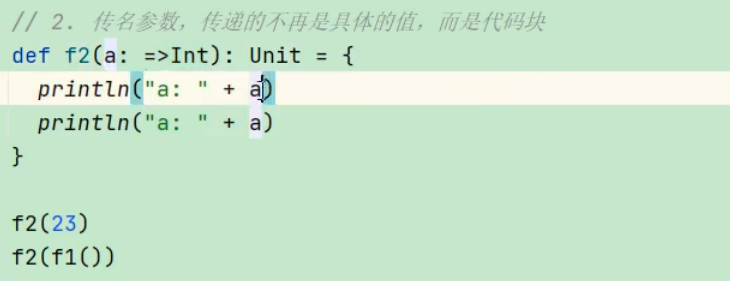 // 2. 传名参数，传递的不再是具体的值，而是代码块
def f2(a: =>Int): Unit = {
  println("a: " + a)
  println("a: " + a)
}
f2(23)
f2(f1())